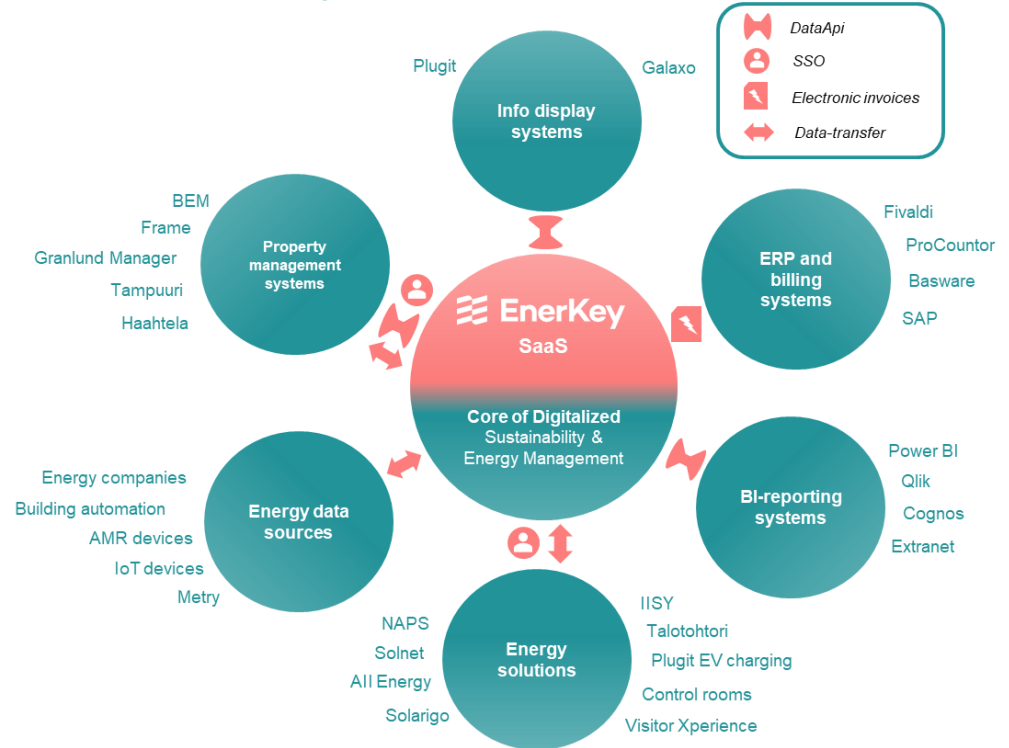 DataApi
SSO
Electronic invoices
Data-transfer
Plugit
Galaxo
Info display
systems
BEM
Frame
Granlund Manager
Tampuuri
Haahtela
Property
management
systems
Fivaldi
ProCountor
Basware
SAP
ERP and
billing
systems
EnerKey
SaaS
Core of Digitalized
Sustainability &
Energy Management
Energy companies
Building automation
AMR devices
IoT devices
Metry
Energy data
sources
Power BI
Qlik
Cognos
Extranet
BI-reporting
systems
NAPS
Solnet
All Energy
Solarigo
Energy
solutions
IISY
Talotohtori
Plugit EV charging
Control rooms
Visitor Xperience